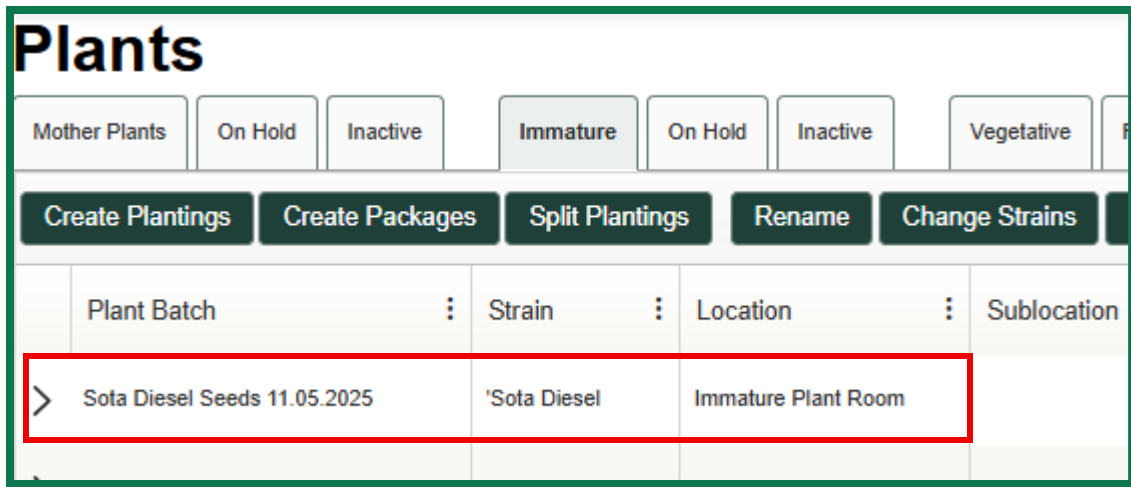 Plants
Mother Plants On Hold Inactive Immature On Hold Inactive Vegetative
Create Plantings Create Packages Split Plantings Rename Change Strains
Plant Batch Strain Location Sublocation
Sota Diesel Seeds 11.05.2025 'Sota Diesel Immature Plant Room